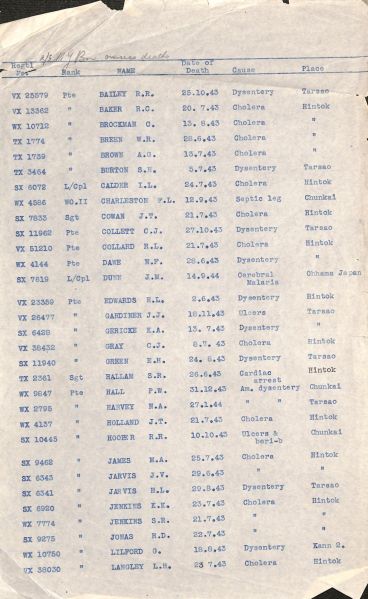 2/3 M.G. Bn. overseas deaths
Regtl No. Rank NAME Date of Death Cause Place
VX 23579 Pte BAILEY R.R. 25.10.43 Dysentery Tarsao
VX 13362 " BAKER R.C. 20. 7.43 Cholera Hintok
WX 10712 " BROCKMAN C. 13. 8.43 Cholera "
TX 1774 " BREEN W.R. 28.6.43 Cholera "
TX 1739 " BROWN A.G. 13.7.43 Cholera "
TX 3464 " BURTON S.H. 5.7.43 Dysentery Tarsao
SX 6072 L/Cpl CALDER I.L. 24.7.43 Cholera Hintok
WX 4586 WO.II CHARLESTON F.L. 12.9.43 Septic leg Chunkai
SX 7833 Sgt COWAN J.T. 21.7.43 Cholera Hintok
SX 11962 Pte COLLETT C.J. 27.10.43 Dysentery Tarsao
VX 51210 Pte COLLARD R.L. 21.7.43 Cholera Hintok
WX 4144 Pte DAWE N.F. 28.6.43 Dysentery "
SX 7819 L/Cpl DUNN J.M. 14.9.44 Cerebral Malaria Ohhama Japan
VX 23389 Pte EDWARDS H.L. 2.6.43 Dysentery Hintok
VX 26477 " GARDINER J.J. 18.11.43 Ulcers Tarsao
SX 6428 " GERICKE K.A. 13. 7.43 Dysentery "
VX 38432 " GRAY C.J. 8.7. 43 Cholera Hintok
SX 11940 " GREEN H.H. 24. 8.43 Dysentery Tarsao
TX 2361 Sgt HALLAM S.R. 26.6.43 Cardiac arrest Hintok
WX 9847 Pte HALL P.W. 31.12.43 Am. dysentery Chunkai
WX 2795 " HARVEY N.A. 27.1.44 " " Tarsao
WX 4137 " HOLLAND J.T. 21.7.43 Cholera Hintok
SX 10445 " HOOPER R.R. 10.10.43 Ulcers & beri-b Chunkai
SX 9462 " JAMES N.A. 25.7.43 Cholera Hintok
SX 6343 " JARVIS J.V. 29.6.43 " "
SX 6341 " JARVIS H.L. 29.8.43 Dysentery Tarsao
SX 6920 " JENKINS K.K. 23.7.43 Cholera Hintok
WX 7774 " JENKINS S.R. 21.7.43 " "
SX 9275 " JONAS R.D. 22.7.43 " "
WX 10750 " LILFORD G. 18.8.43 Dysentery Kann 2.
VX 38030 " LANGLEY L.H. 23 7.43 Cholera Hintok